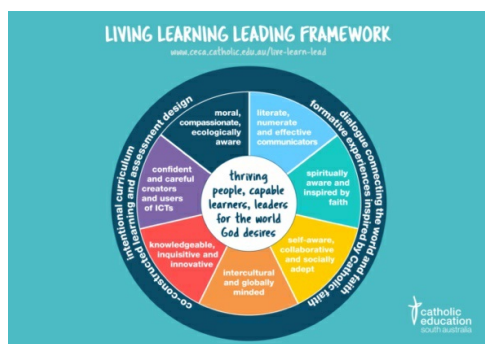 LIVING LEARNING LEADING FRAMEWORK
www.cesa.catholic.edu.au/live-learn-lead
intentional curriculum
co-constructed learning and assessment design
dialogue connecting the world and faith
formative experiences inspired by Catholic faith
moral,
compassionate,
ecologically
aware
literate,
numerate
and effective
communicators
confident
and careful
creators
and users
of ICTs
thriving
people, capable
learners, leaders
for the world
God desires
spiritually
aware and
inspired by
faith
knowledgeable,
inquisitive and
innovative
self-aware,
collaborative
and socially
adept
intercultural
and globally
minded
catholic
education
south australia